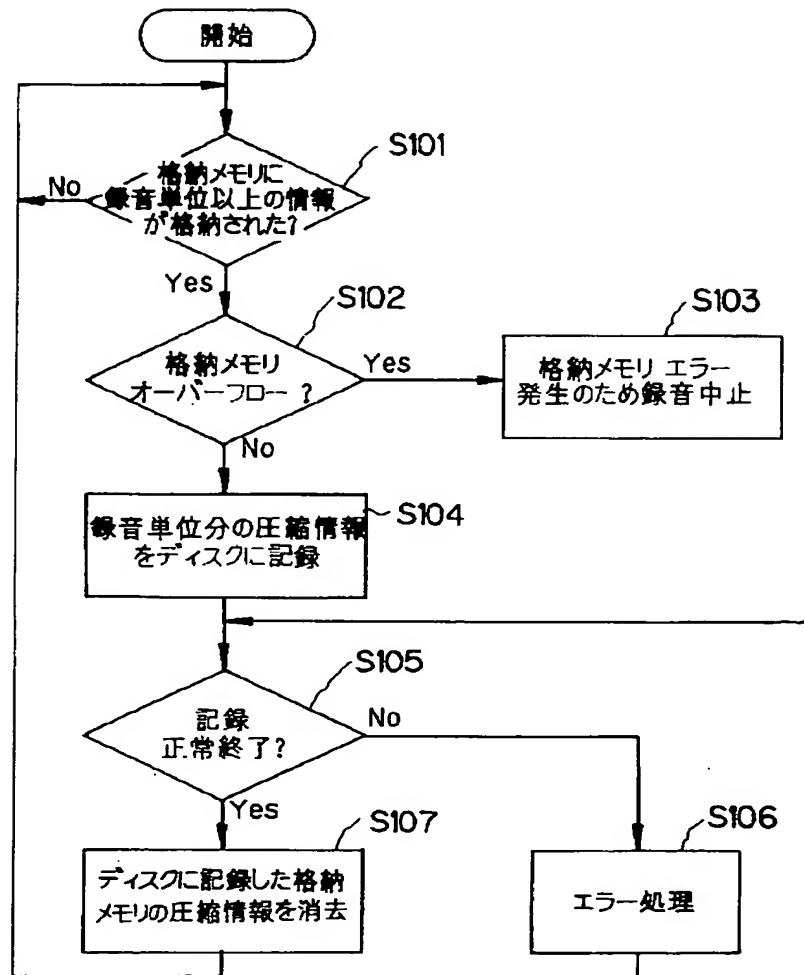 開始
S101
格納メモリに
録音単位以上の情報
が格納された?
No
Yes
S102
格納メモリ
オーバーフロー?
Yes
No
S103
格納メモリ エラー
発生のため録音中止
S104
録音単位分の圧縮情報
をディスクに記録
S105
記録
正常終了?
No
Yes
S107
ディスクに記録した格納
メモリの圧縮情報を消去
S106
エラー処理